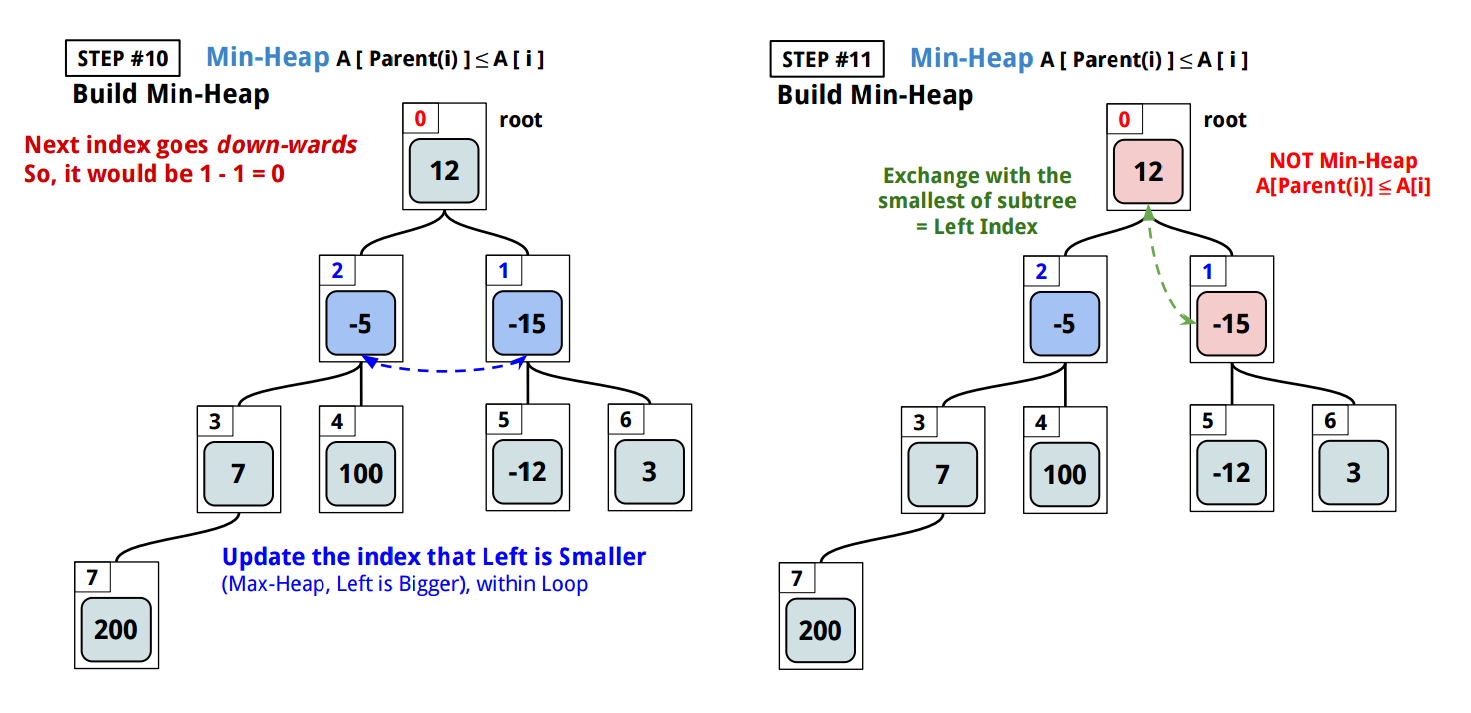 STEP #10
Min-Heap A [ Parent(i) ] ≤ A [ i ]
Build Min-Heap
Next index goes down-wards
So, it would be 1 - 1 = 0
0
root
12
2
1
-5
-15
3
4
5
6
7
100
-12
3
Update the index that Left is Smaller
(Max-Heap, Left is Bigger), within Loop
7
200
STEP #11
Min-Heap A [ Parent(i) ] ≤ A [ i ]
Build Min-Heap
0
root
12
NOT Min-Heap
A[Parent(i)] ≤ A[i]
Exchange with the
smallest of subtree
= Left Index
2
1
-5
-15
3
4
5
6
7
100
-12
3
7
200